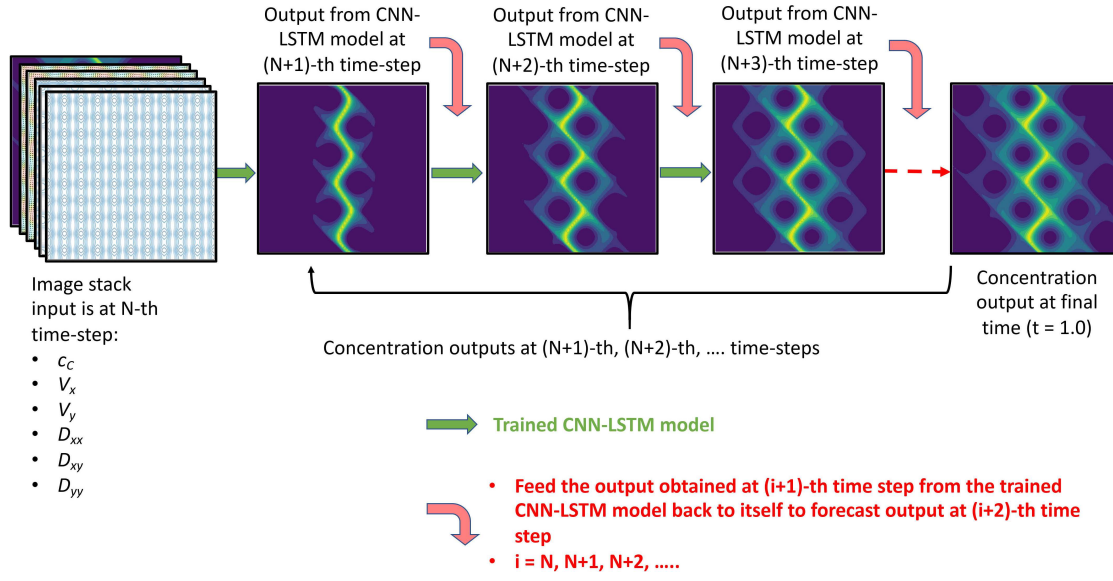 Output from CNN-
LSTM model at
(N+1)-th time-step
Output from CNN-
LSTM model at
(N+2)-th time-step
Output from CNN-
LSTM model at
(N+3)-th time-step
Image stack
input is at N-th
time-step:
• c_C
• V_x
• V_y
• D_xx
• D_xy
• D_yy
Concentration
output at final
time (t = 1.0)
Concentration outputs at (N+1)-th, (N+2)-th, .... time-steps
Trained CNN-LSTM model
• Feed the output obtained at (i+1)-th time step from the trained
CNN-LSTM model back to itself to forecast output at (i+2)-th time
step
• i = N, N+1, N+2, .....